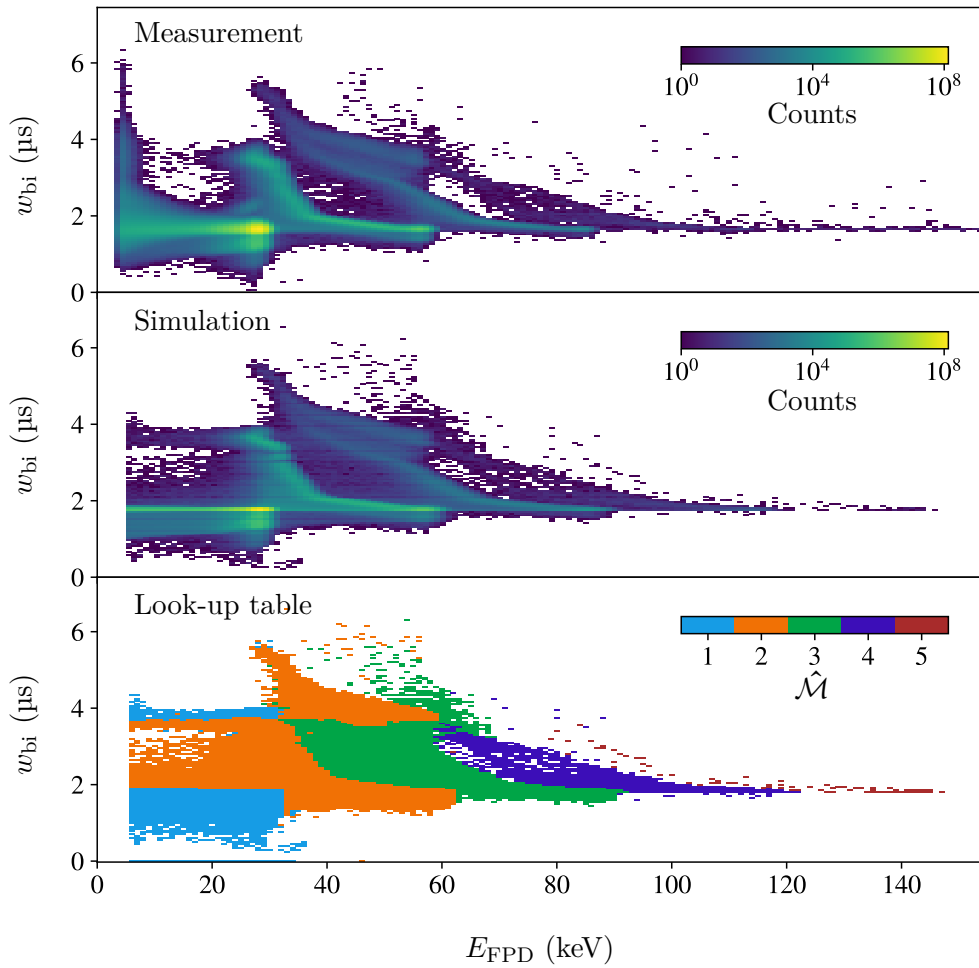 Measurement
6
4
2
0
w_bi (µs)
10^0 10^4 10^8
Counts
Simulation
6
4
2
0
w_bi (µs)
10^0 10^4 10^8
Counts
Look-up table
6
4
2
0
w_bi (µs)
1 2 3 4 5
M̂
0 20 40 60 80 100 120 140
E_FPD (keV)